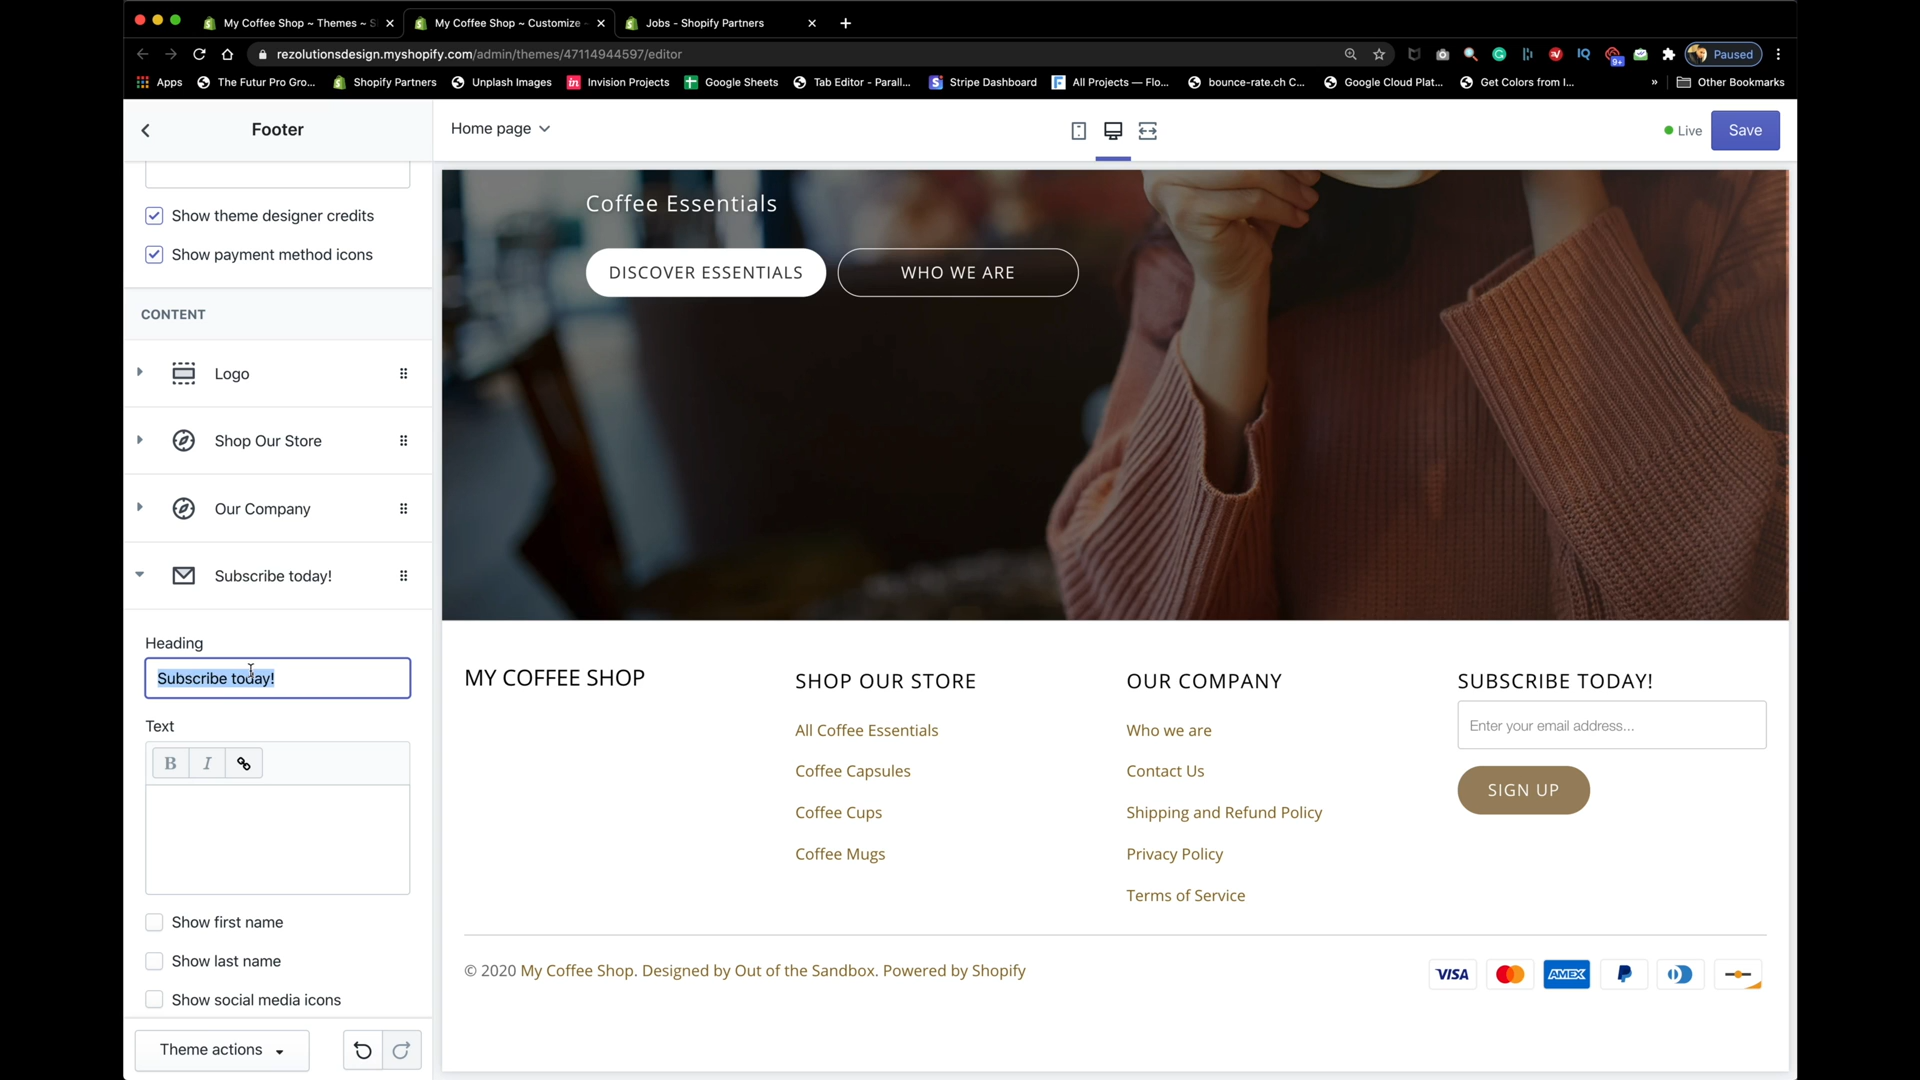 My Coffee Shop ~ Themes ~ S
My Coffee Shop ~ Customize
Jobs - Shopify Partners
rezolutionsdesign.myshopify.com/admin/themes/47114944597/editor
9+
Paused
Apps
The Futur Pro Gro...
Shopify Partners
Unplash Images
in
Invision Projects
Google Sheets
Tab Editor - Parall...
Stripe Dashboard
All Projects — Flo...
bounce-rate.ch C...
Google Cloud Plat...
Get Colors from I...
»
Other Bookmarks
Footer
Home page
Live
Save
Show theme designer credits
Show payment method icons
CONTENT
Logo
Shop Our Store
Our Company
Subscribe today!
Heading
Subscribe today!
Text
B I
Show first name
Show last name
Show social media icons
Theme actions
Coffee Essentials
DISCOVER ESSENTIALS
WHO WE ARE
MY COFFEE SHOP
SHOP OUR STORE
All Coffee Essentials
Coffee Capsules
Coffee Cups
Coffee Mugs
OUR COMPANY
Who we are
Contact Us
Shipping and Refund Policy
Privacy Policy
Terms of Service
SUBSCRIBE TODAY!
Enter your email address...
SIGN UP
© 2020 My Coffee Shop. Designed by Out of the Sandbox. Powered by Shopify
VISA
AMEX